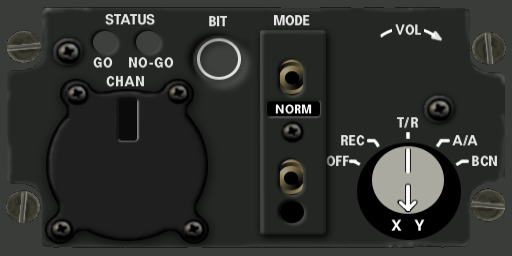 STATUS
BIT
MODE
VOL
GO NO-GO
CHAN
NORM
T/R
REC
A/A
OFF
BCN
X Y